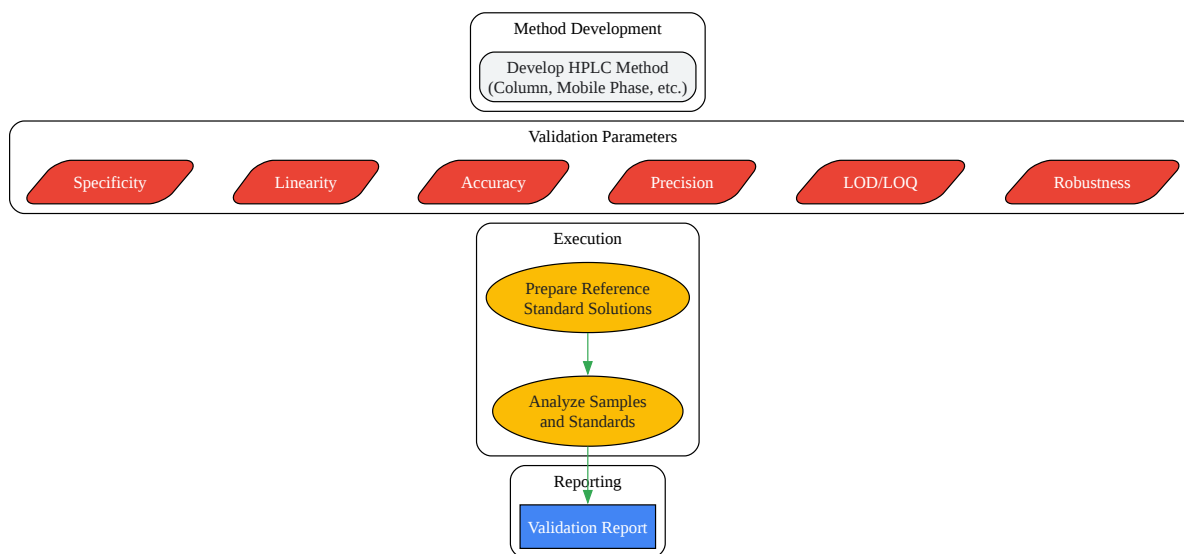 Method Development
Develop HPLC Method
(Column, Mobile Phase, etc.)
Validation Parameters
Specificity
Linearity
Accuracy
Precision
LOD/LOQ
Robustness
Execution
Prepare Reference
Standard Solutions
Analyze Samples
and Standards
Reporting
Validation Report